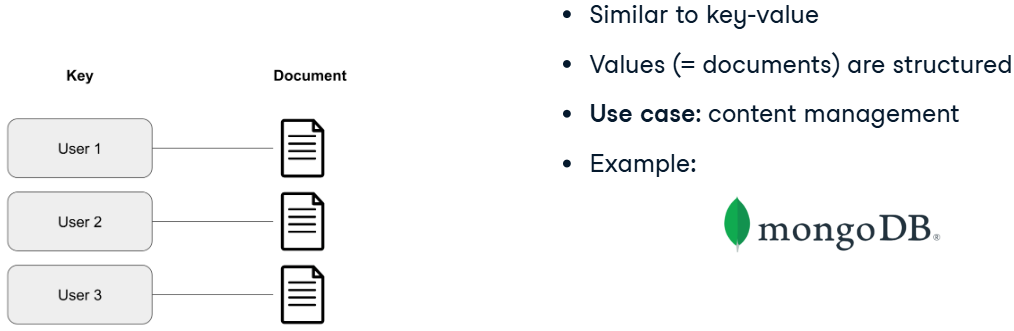 Key Document
User 1
User 2
User 3
• Similar to key-value
• Values (= documents) are structured
• Use case: content management
• Example:
mongoDB®